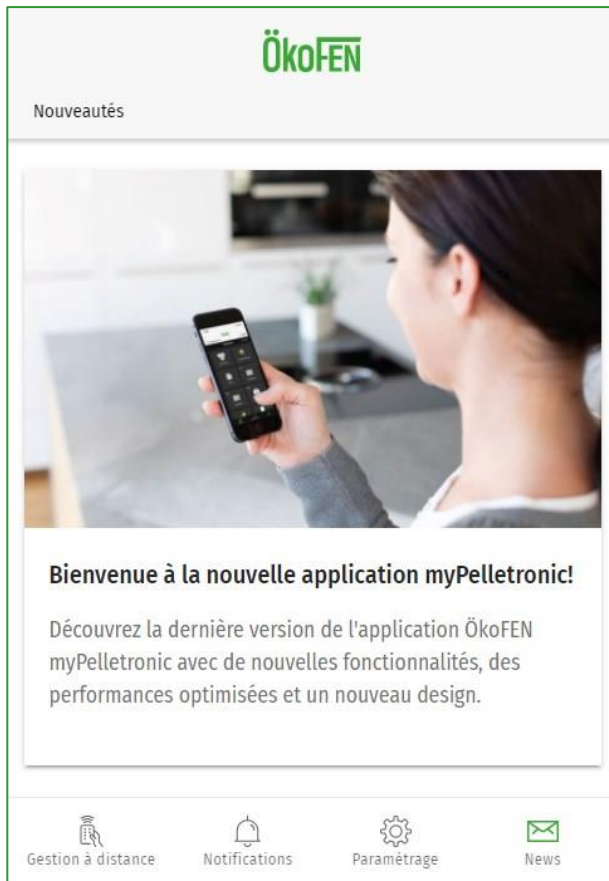 ÖkoFEN
Nouveautés
Bienvenue à la nouvelle application myPelletronic!
Découvrez la dernière version de l'application ÖkoFEN
myPelletronic avec de nouvelles fonctionnalités, des
performances optimisées et un nouveau design.
Gestion à distance
Notifications
Paramétrage
News